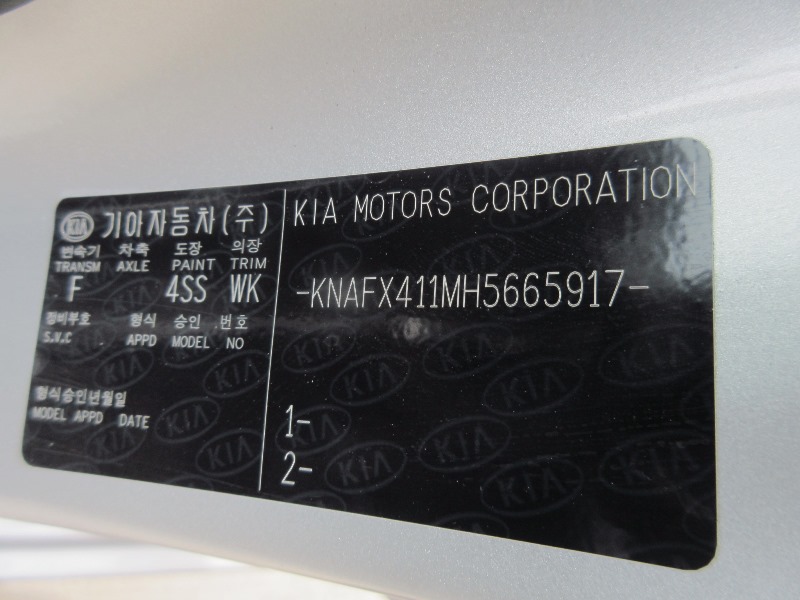 KIA 기아자동차(주)
변속기 차축 도장 의장
TRANSM AXLE PAINT TRIM
F 4SS WK
정비부호 형식 승인 번호
S.V.C APPD MODEL NO
형식승인년월일
MODEL APPD DATE
KIA MOTORS CORPORATION
-KNAFX411MH5665917-
1-
2-